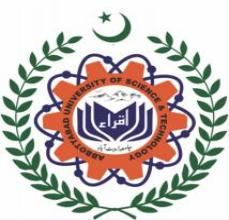 ABBOTTABAD UNIVERSITY OF SCIENCE & TECHNOLOGY
اقراء